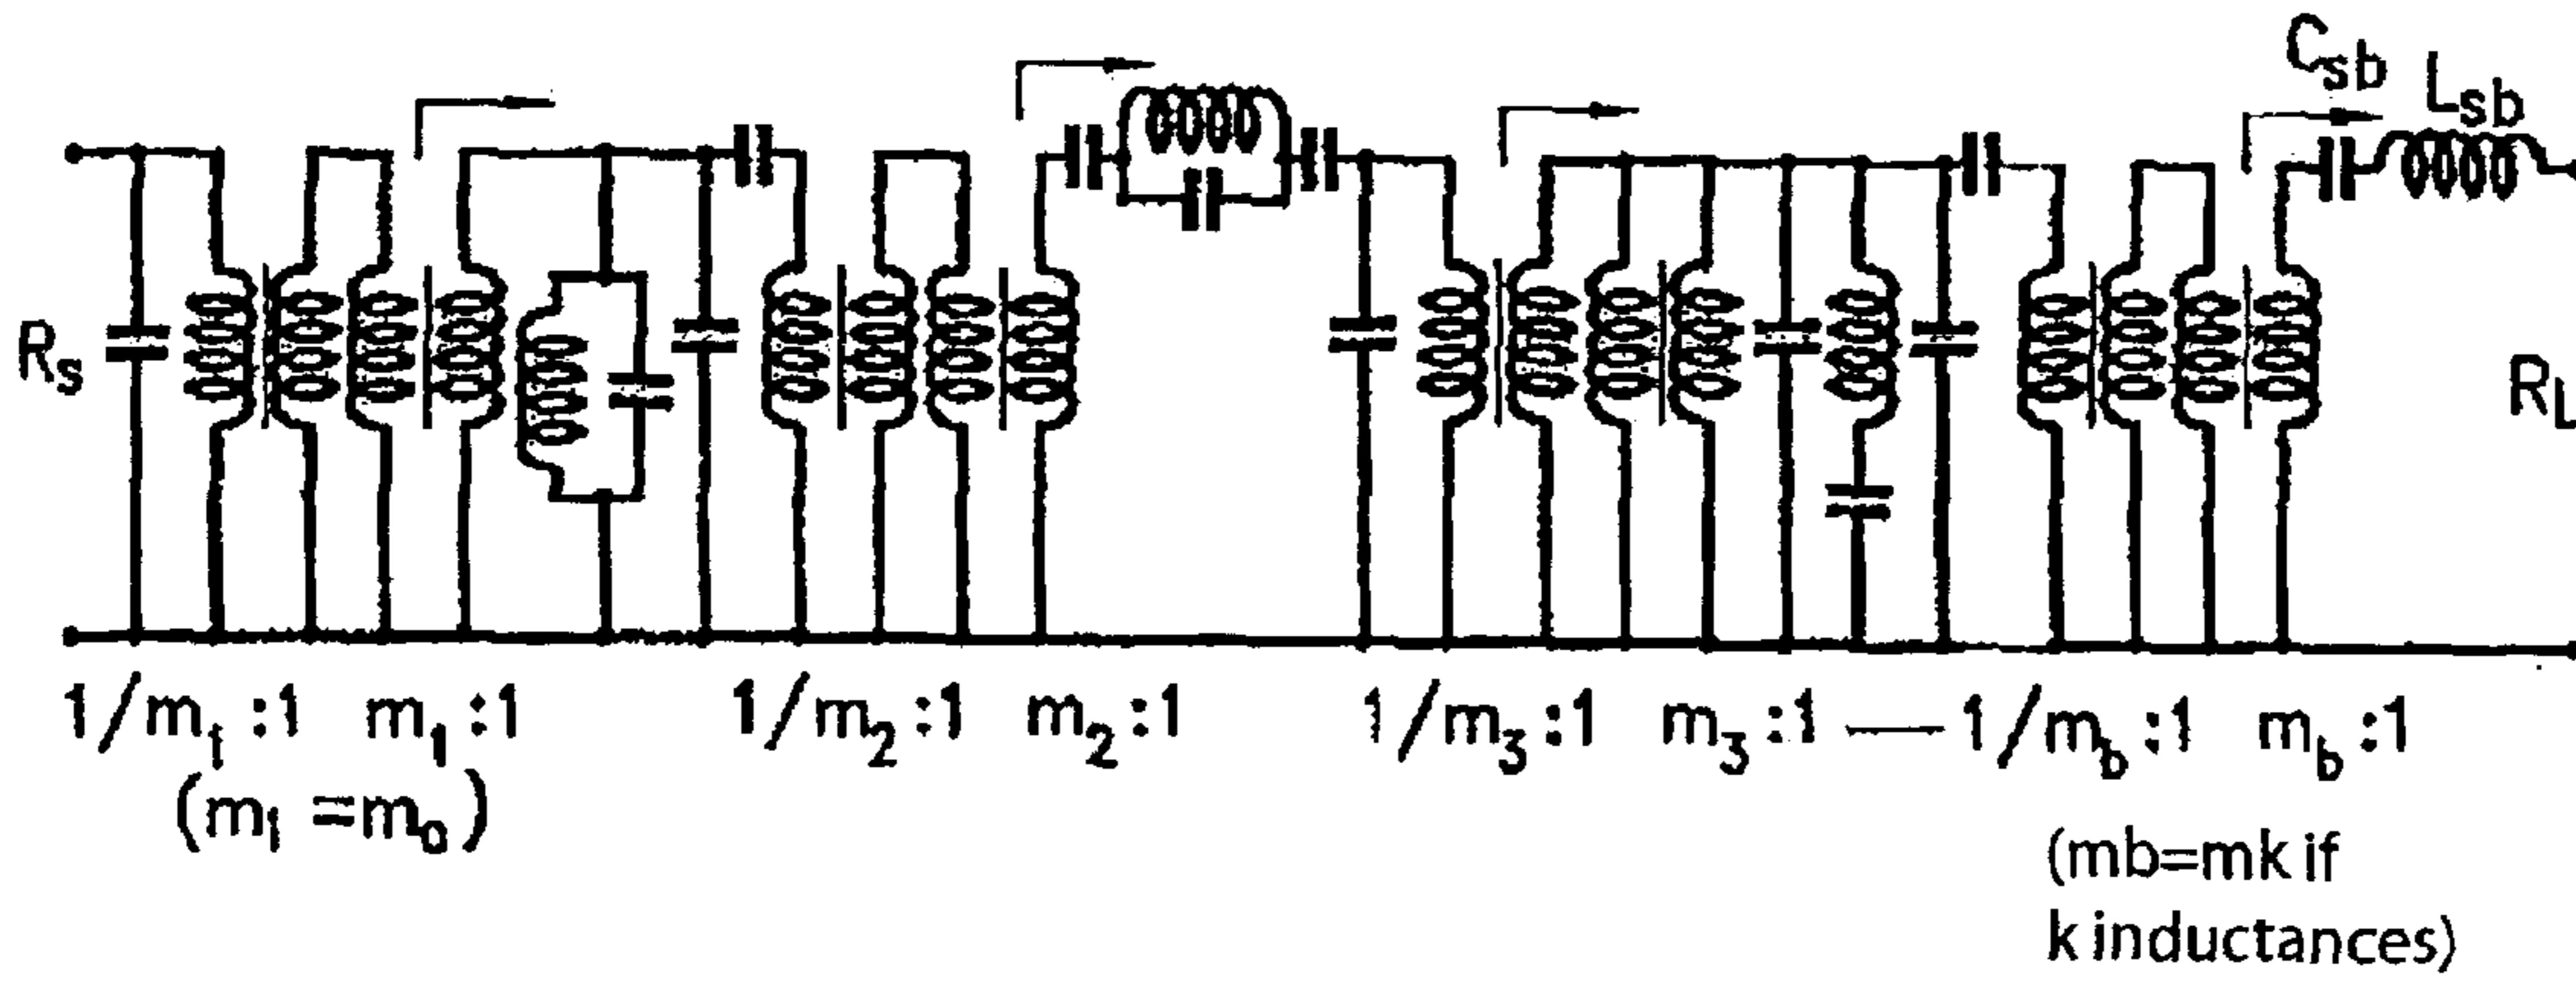 C_sb L_sb
R_s
R_L
1/m_1 :1 m_1 :1 1/m_2 :1 m_2 :1 1/m_3 :1 m_3 :1 — 1/m_b :1 m_b :1
(m_1 =m_o)
(mb=mk if
k inductances)